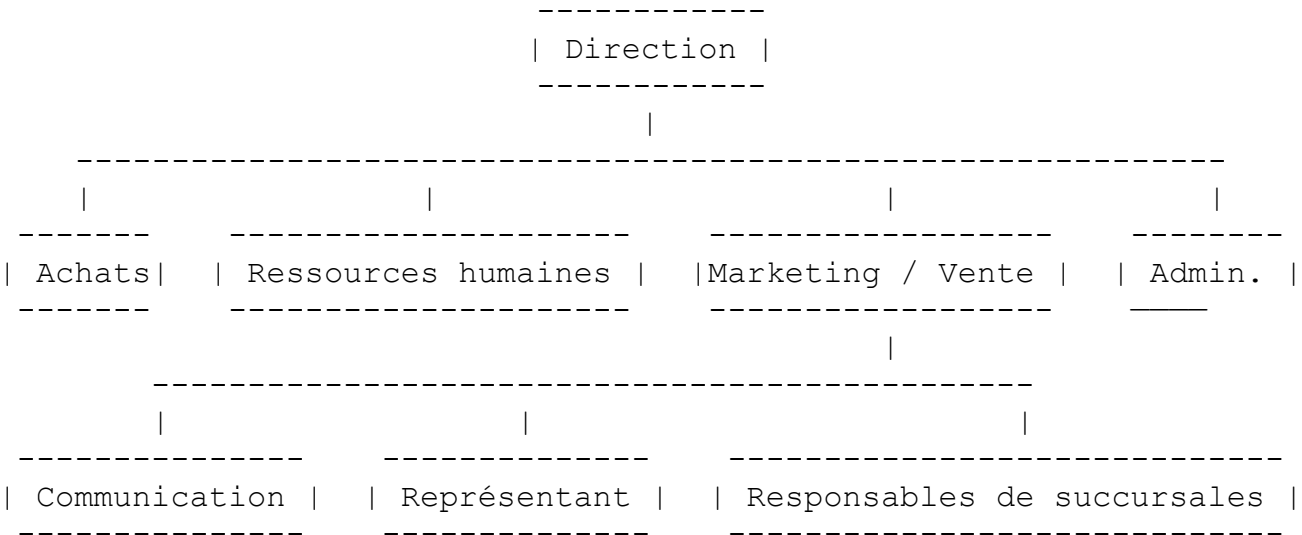 Direction
Achats Ressources humaines Marketing / Vente Admin.
Communication Représentant Responsables de succursales